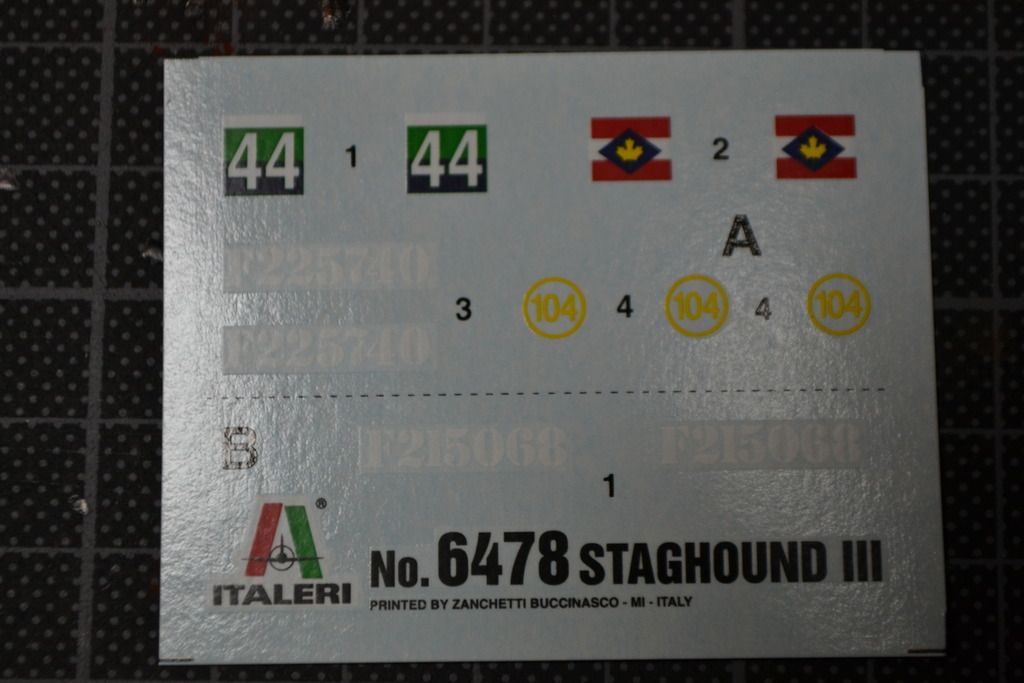 44 1 44 2
A
F225740
3 104 4 104 4 104
F225740
B F215068 F215068
1
®
ITALERI
No. 6478 STAGHOUND III
PRINTED BY ZANCHETTI BUCCINASCO - MI - ITALY